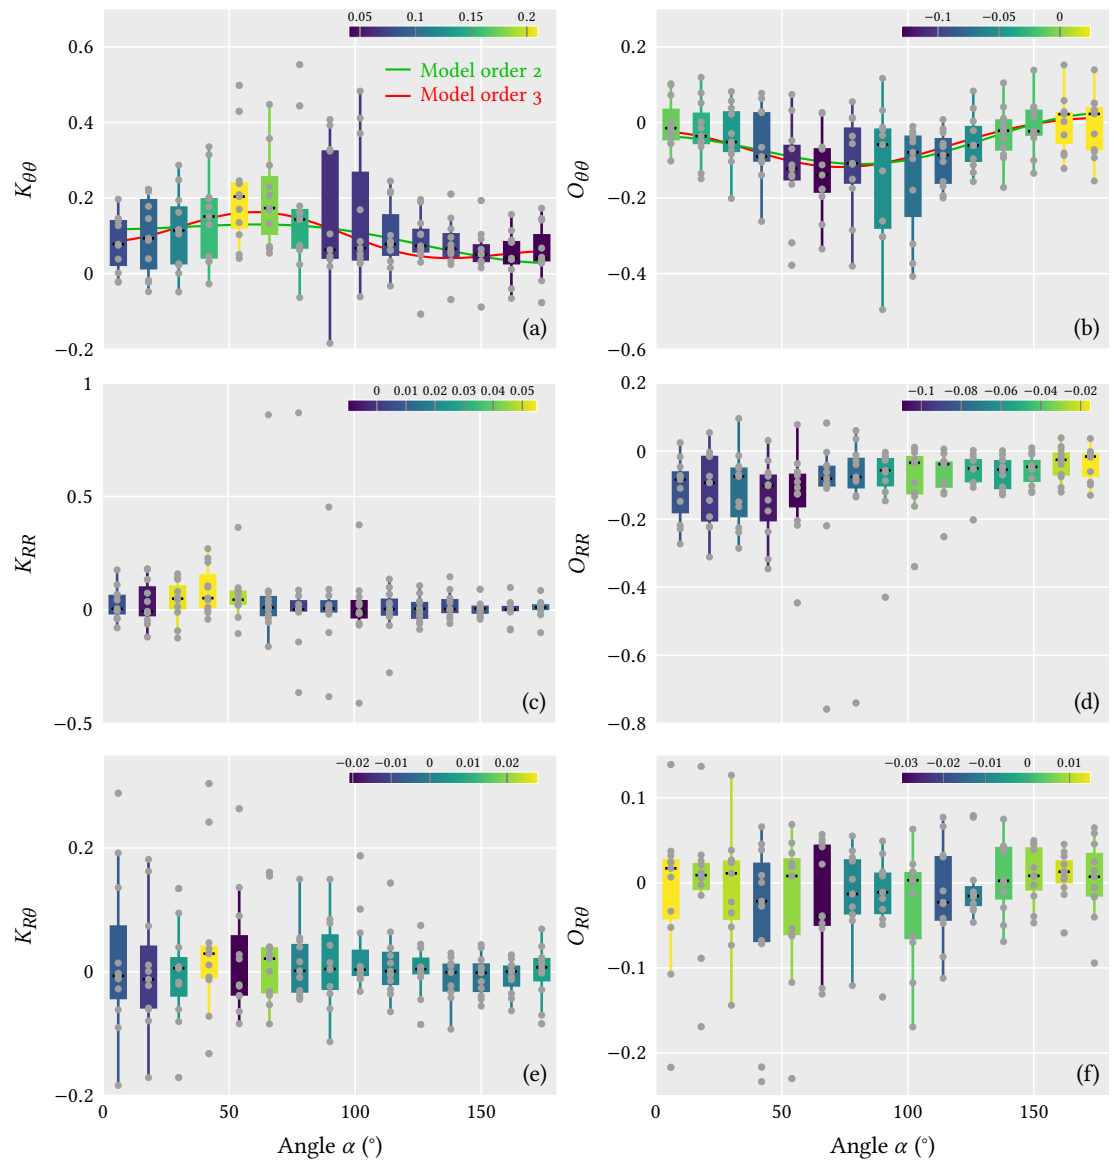 0.05 0.1 0.15 0.2
0.6
0.4
0.2
0
−0.2
K_θθ
Model order 2
Model order 3
(a)
−0.1 −0.05 0
0.2
0
−0.2
−0.4
−0.6
O_θθ
(b)
0 0.01 0.02 0.03 0.04 0.05
1
0.5
0
−0.5
K_RR
(c)
−0.1 −0.08 −0.06 −0.04 −0.02
0.2
0
−0.2
−0.4
−0.6
−0.8
O_RR
(d)
−0.02 −0.01 0 0.01 0.02
0.2
0
−0.2
K_Rθ
(e)
0 50 100 150
Angle α (°)
−0.03 −0.02 −0.01 0 0.01
0.1
0
−0.1
−0.2
O_Rθ
(f)
0 50 100 150
Angle α (°)